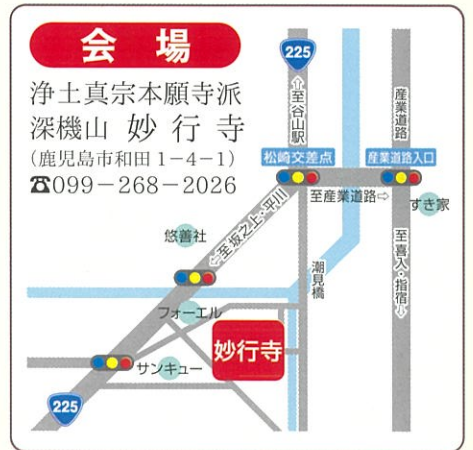 会場
浄土真宗本願寺派
深機山 妙行寺
(鹿児島市和田1-4-1)
☎099-268-2026
225
↑至谷山駅
産業道路
松崎交差点
産業道路入口
至産業道路⇨
すき家
←至坂之上・平川
悠善社
潮見橋
至喜入・指宿→
フォーエル
妙行寺
サンキュー
225